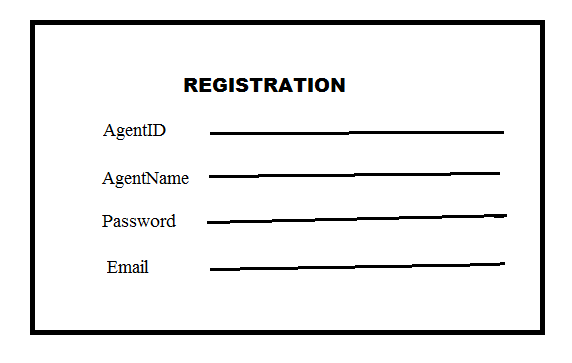 REGISTRATION
AgentID
AgentName
Password
Email